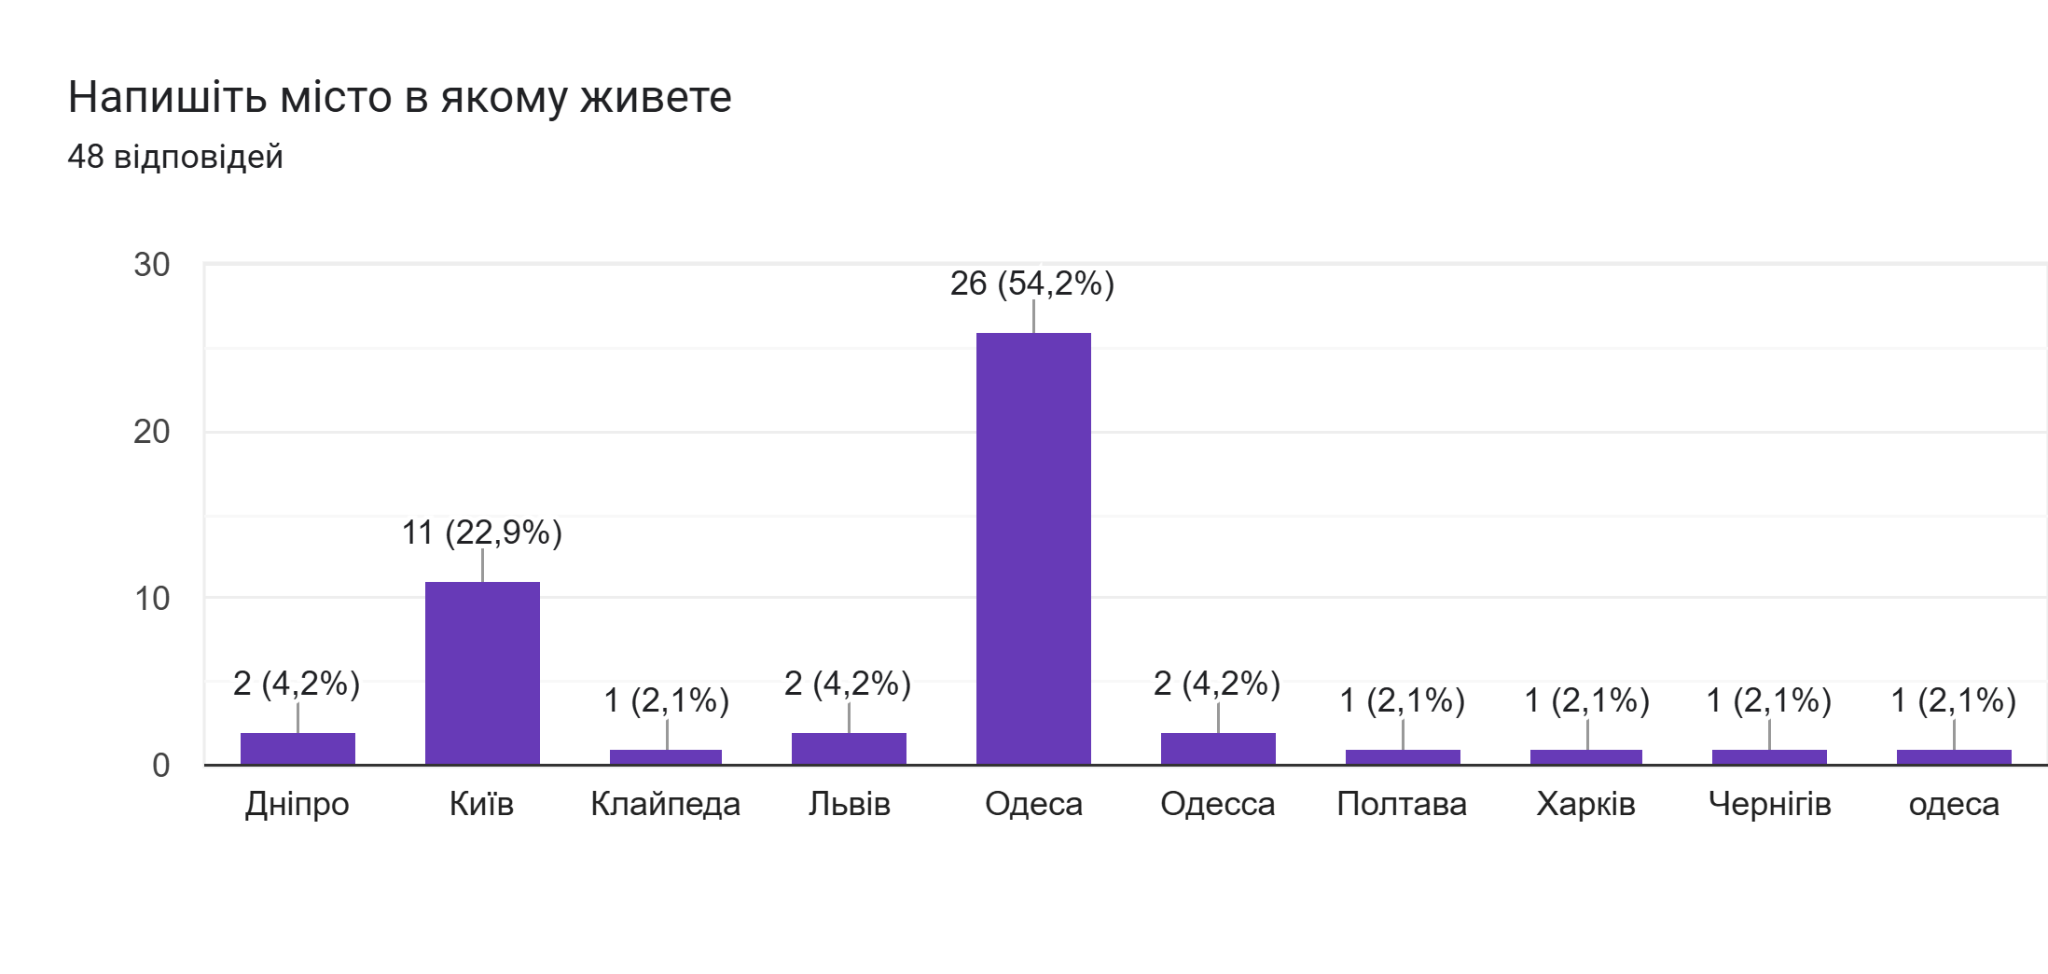 Напишіть місто в якому живете
48 відповідей
30
26 (54,2%)
20
11 (22,9%)
10
2 (4,2%) 1 (2,1%) 2 (4,2%) 2 (4,2%) 1 (2,1%) 1 (2,1%) 1 (2,1%) 1 (2,1%)
0
Дніпро Київ Клайпеда Львів Одеса Одесса Полтава Харків Чернігів одеса